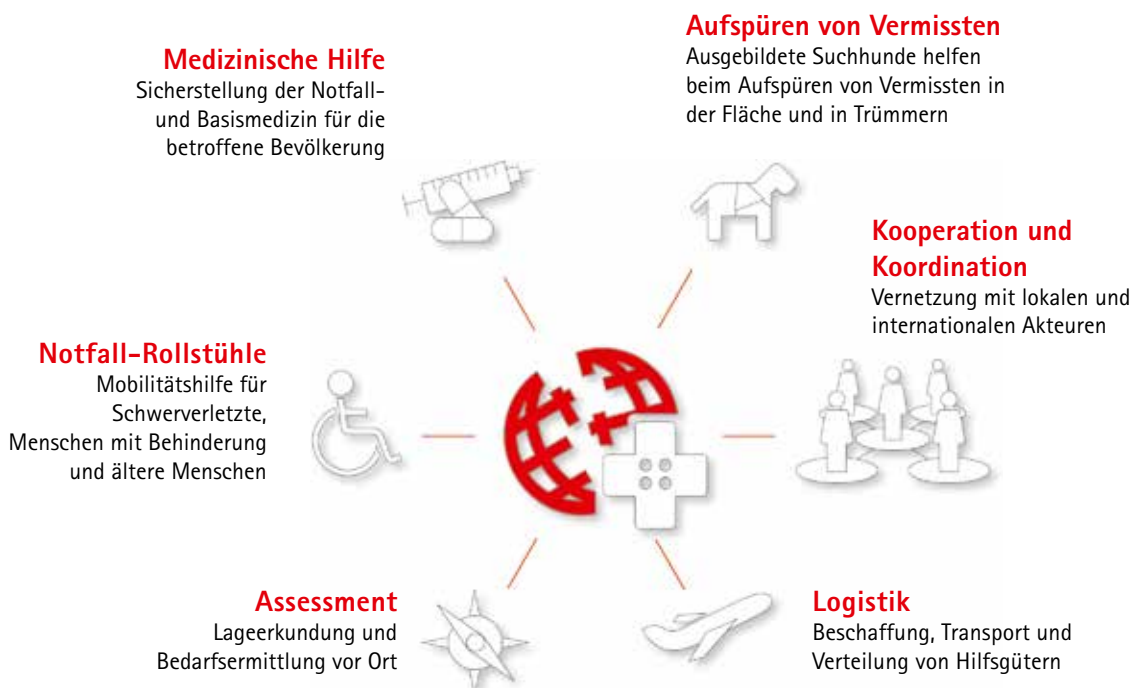 Medizinische Hilfe
Sicherstellung der Notfall-
und Basismedizin für die
betroffene Bevölkerung
Aufspüren von Vermissten
Ausgebildete Suchhunde helfen
beim Aufspüren von Vermissten in
der Fläche und in Trümmern
Kooperation und
Koordination
Vernetzung mit lokalen und
internationalen Akteuren
Notfall-Rollstühle
Mobilitätshilfe für
Schwerverletzte,
Menschen mit Behinderung
und ältere Menschen
Assessment
Lageerkundung und
Bedarfsermittlung vor Ort
Logistik
Beschaffung, Transport und
Verteilung von Hilfsgütern